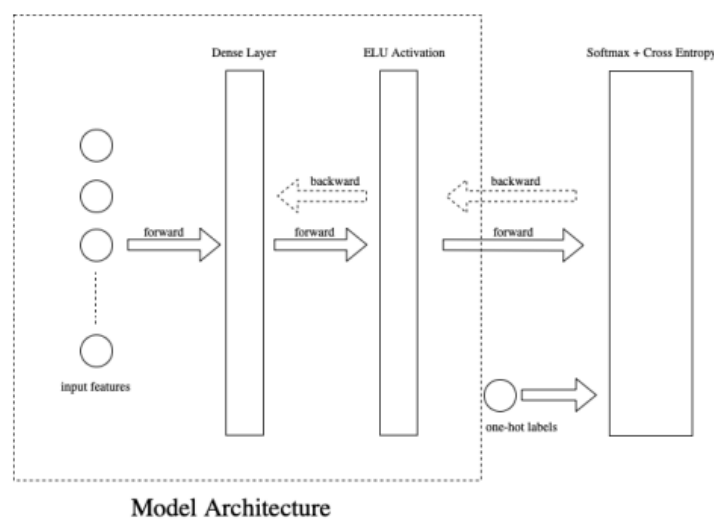 Dense Layer
ELU Activation
Softmax + Cross Entropy
backward
backward
forward
forward
forward
input features
one-hot labels
Model Architecture